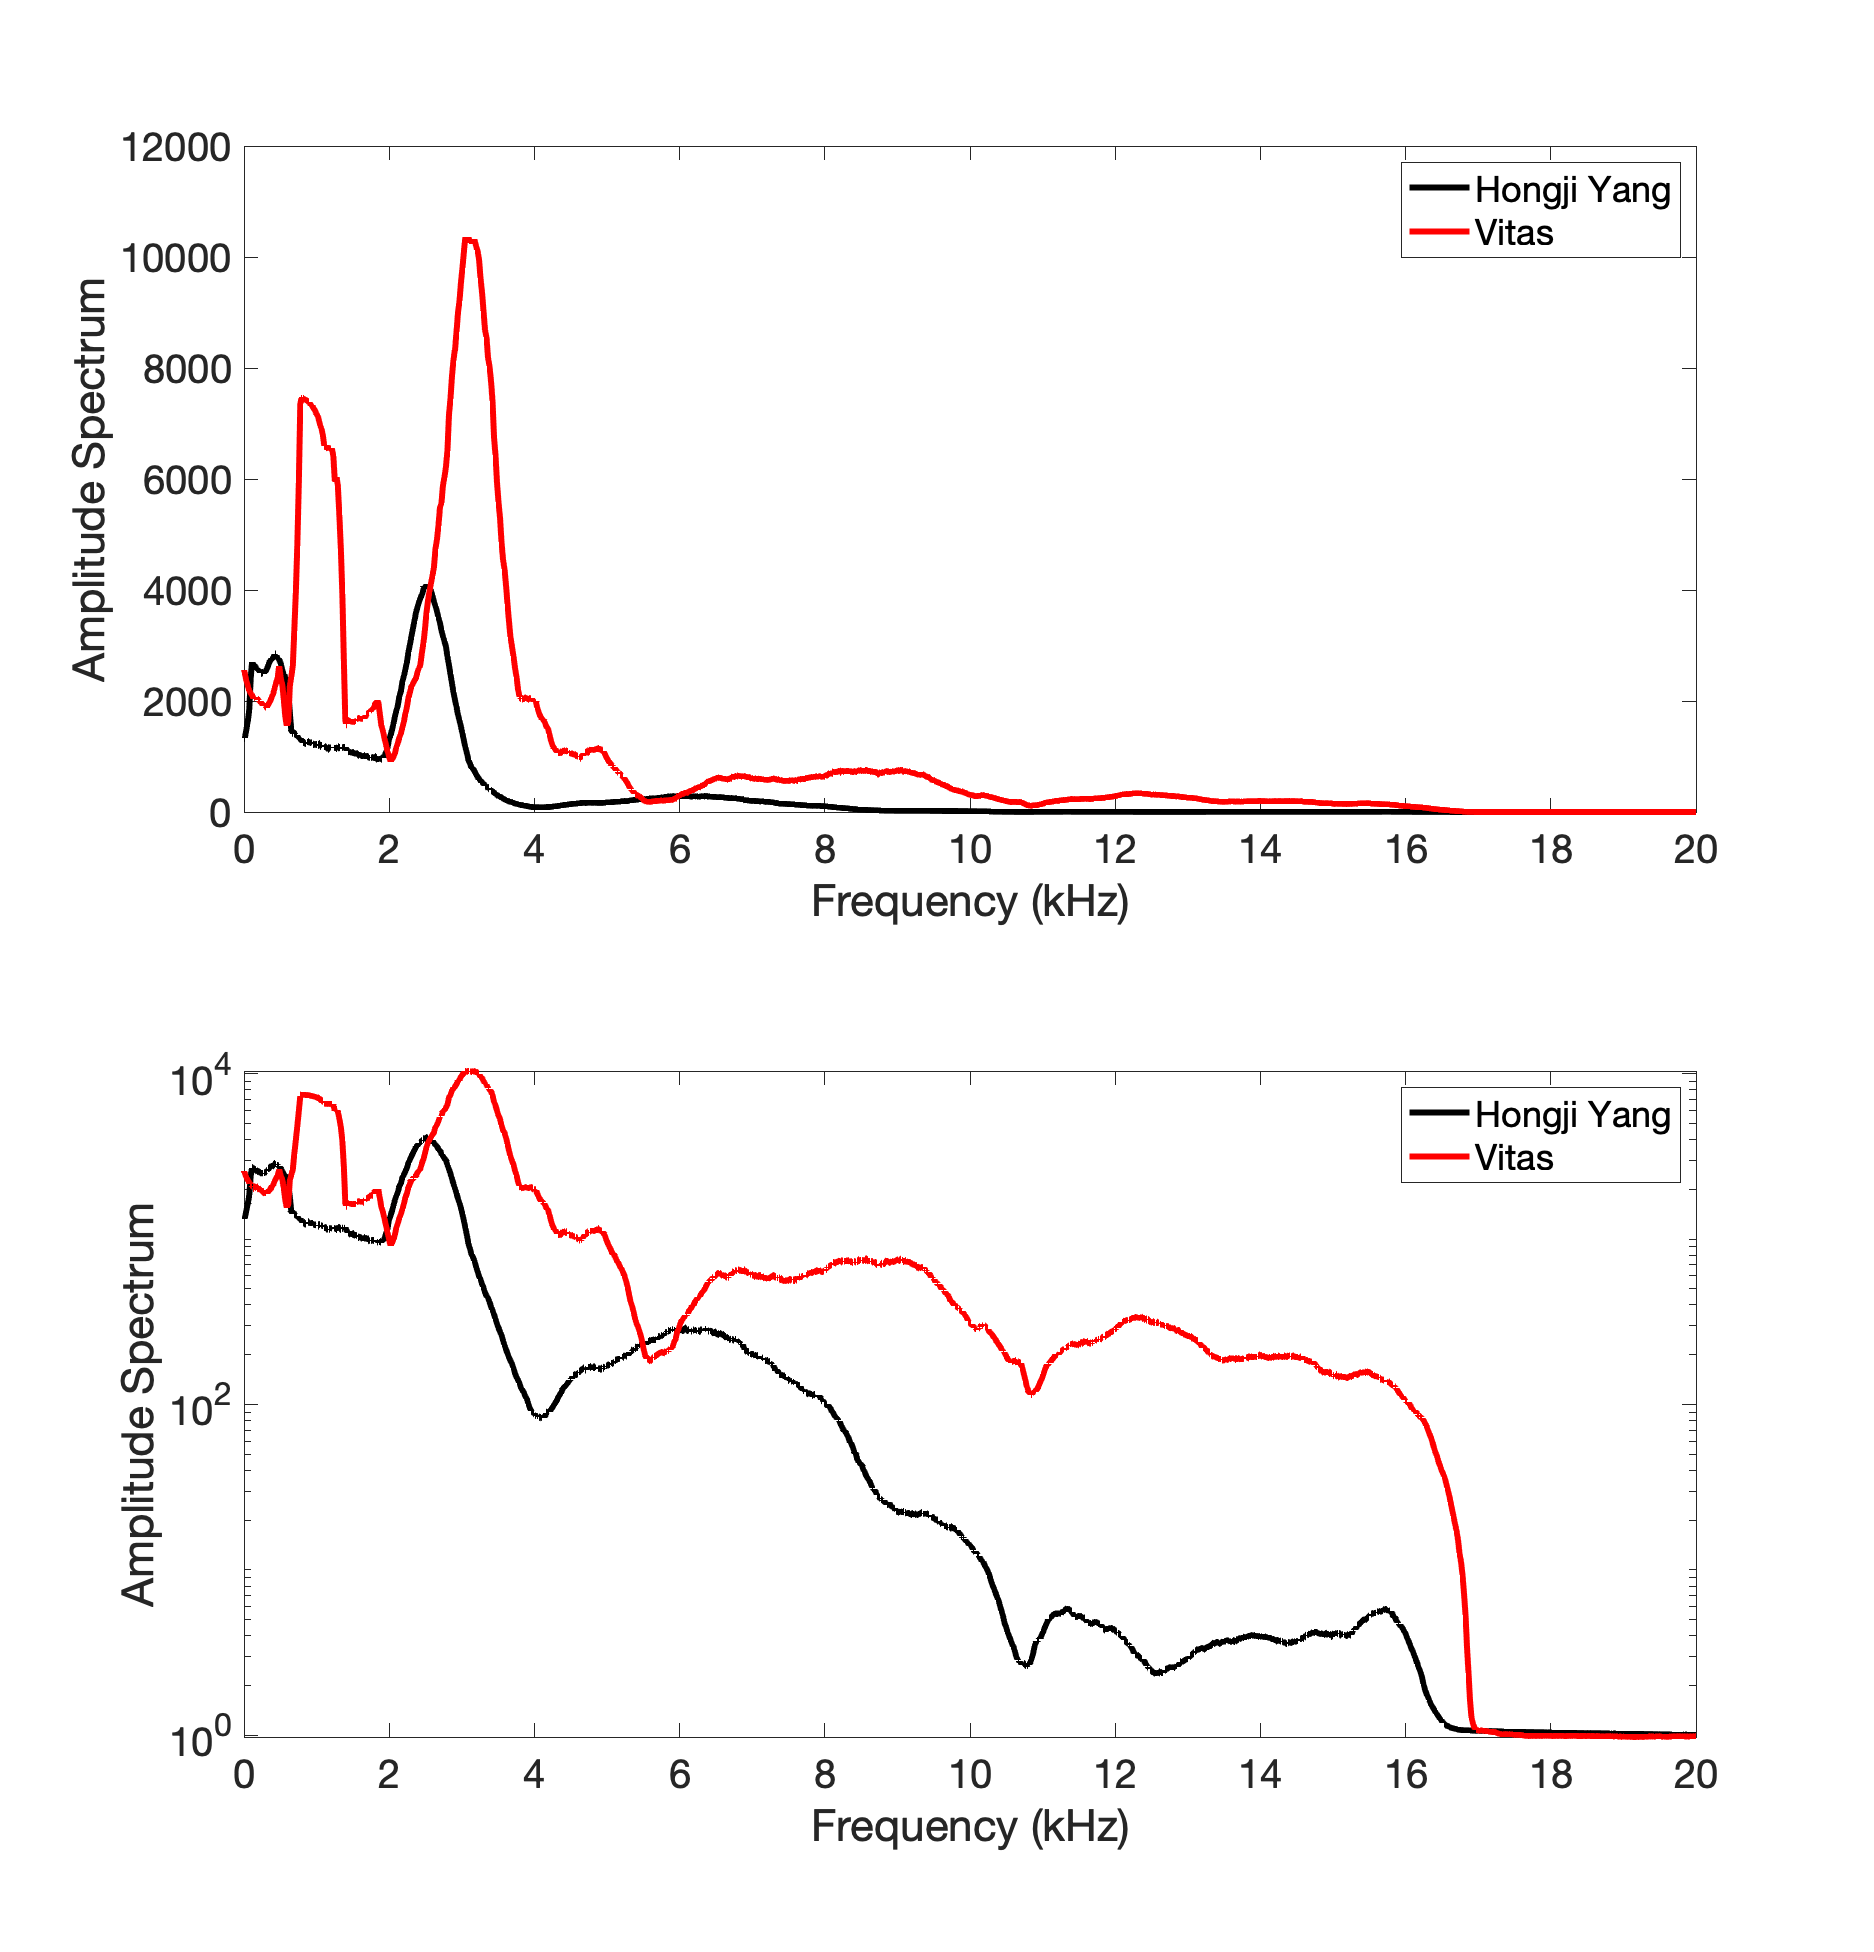 12000
10000
8000
6000
4000
2000
0
Amplitude Spectrum
Hongji Yang
Vitas
0 2 4 6 8 10 12 14 16 18 20
Frequency (kHz)
10^4
10^2
10^0
Amplitude Spectrum
Hongji Yang
Vitas
0 2 4 6 8 10 12 14 16 18 20
Frequency (kHz)